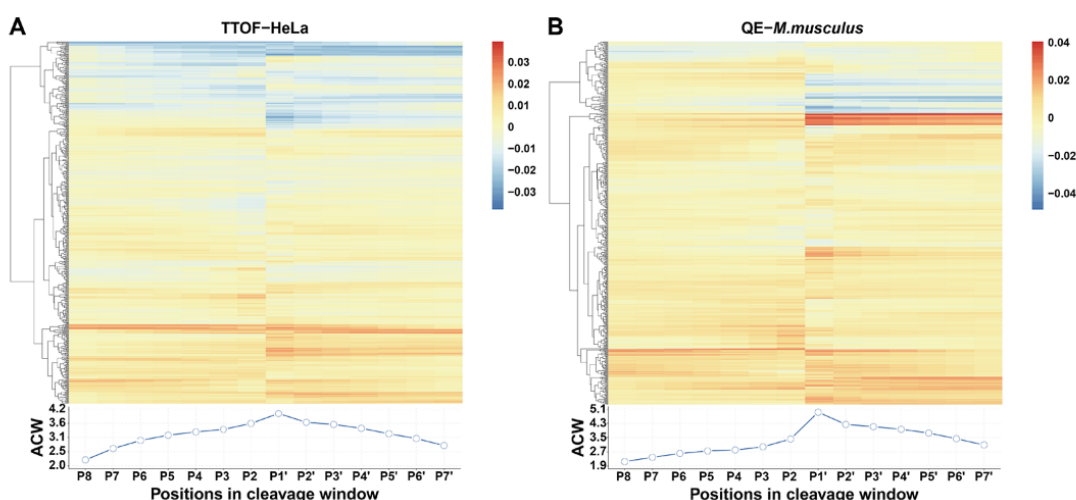 A
TTOF−HeLa
0.03
0.02
0.01
0
−0.01
−0.02
−0.03
ACW
4.2
3.6
3.1
2.5
2.0
P8 P7 P6 P5 P4 P3 P2 P1' P2' P3' P4' P5' P6' P7'
Positions in cleavage window
B
QE−M.musculus
0.04
0.02
0
−0.02
−0.04
ACW
5.1
4.3
3.5
2.7
1.9
P8 P7 P6 P5 P4 P3 P2 P1' P2' P3' P4' P5' P6' P7'
Positions in cleavage window